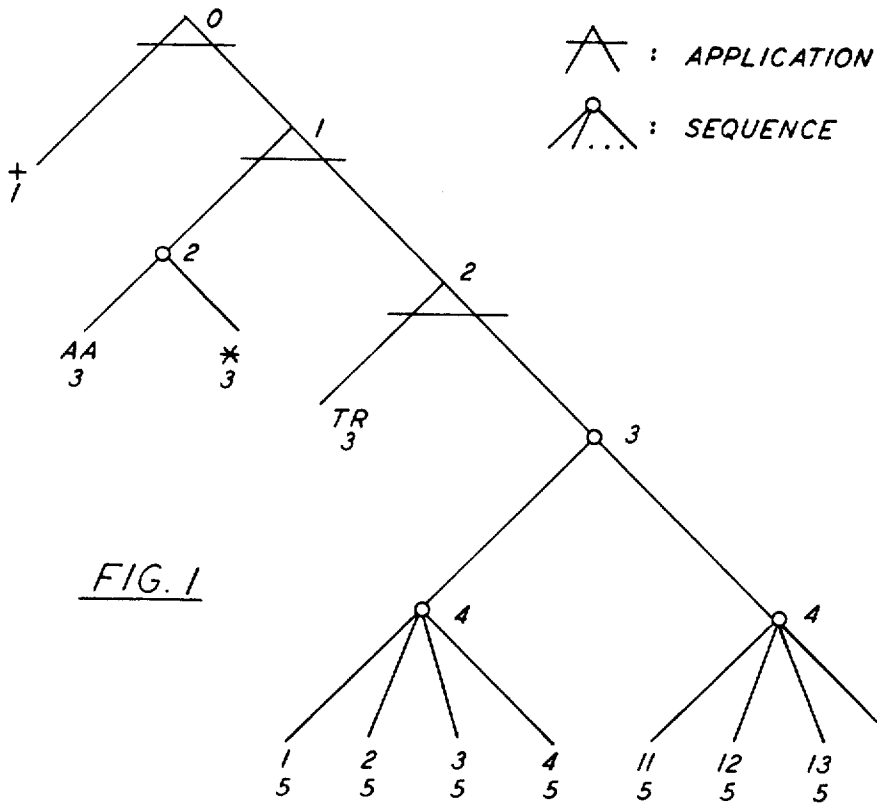 0
: APPLICATION
: SEQUENCE
1
+
1
2
2
AA *
3 3
TR
3
3
FIG. 1
4 4
1 2 3 4 11 12 13
5 5 5 5 5 5 5